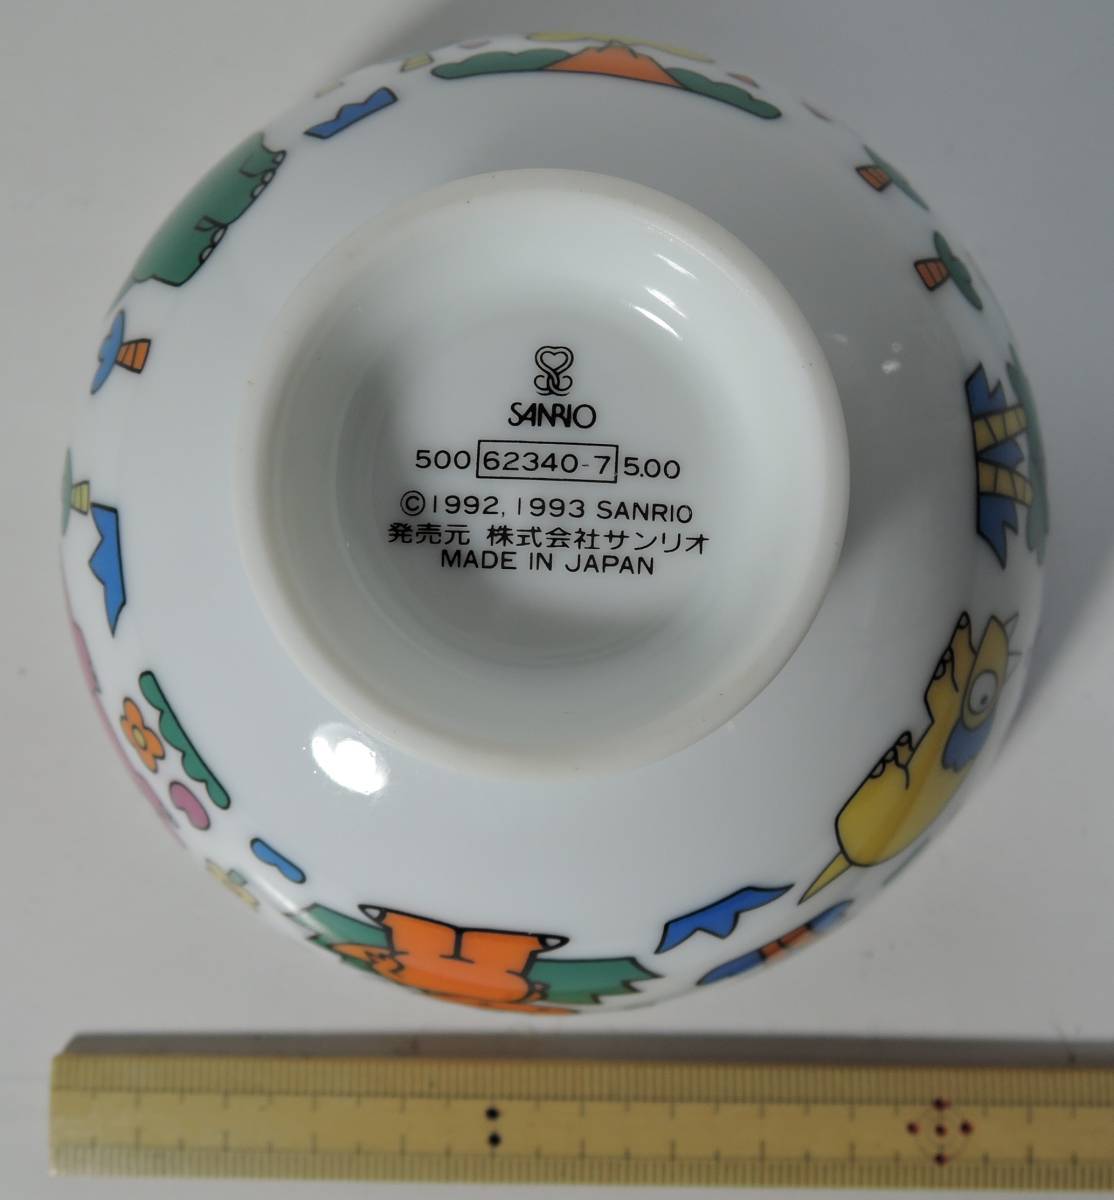 SANRIO
500 62340-7 5.00
©1992, 1993 SANRIO
発売元 株式会社サンリオ
MADE IN JAPAN